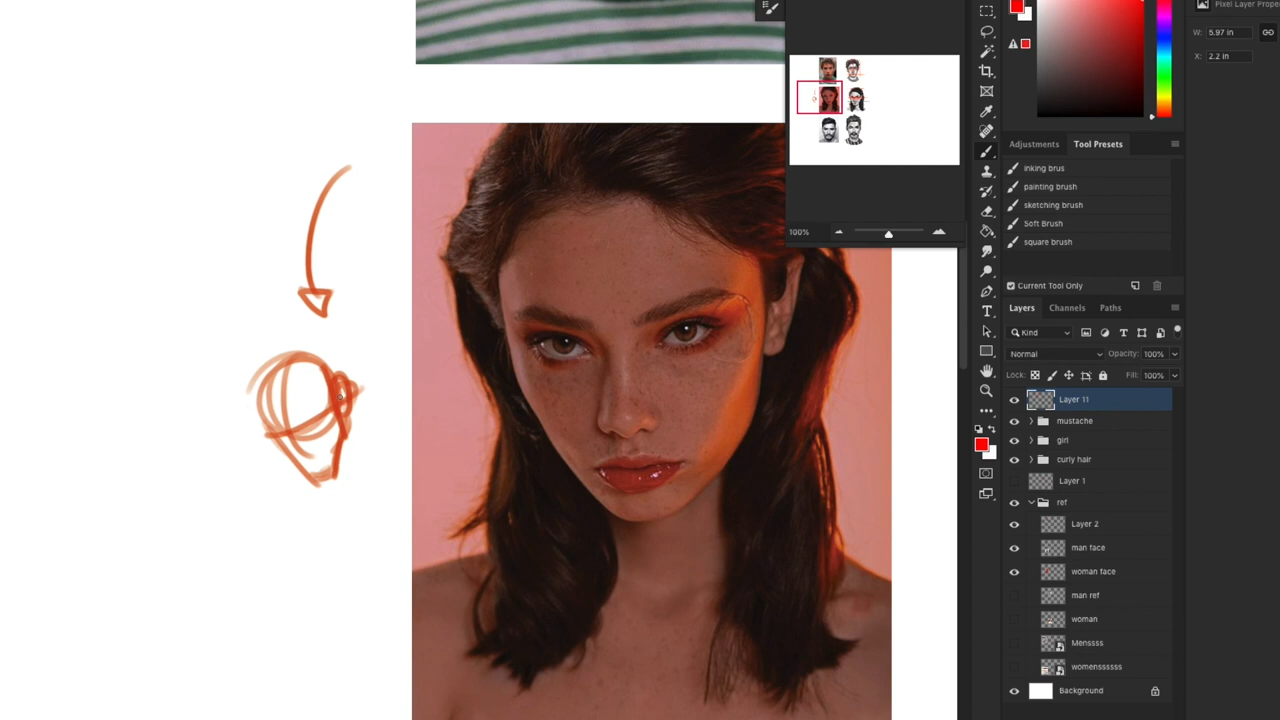 Pixel Layer Prope
W: 5.97 in
X: 2.2 in
100%
Adjustments
Tool Presets
inking brus
painting brush
sketching brush
Soft Brush
square brush
Current Tool Only
Layers
Channels
Paths
Kind
Normal
Opacity: 100%
Lock:
Fill: 100%
Layer 11
mustache
girl
curly hair
Layer 1
ref
Layer 2
man face
woman face
man ref
woman
Menssss
womensssss
Background